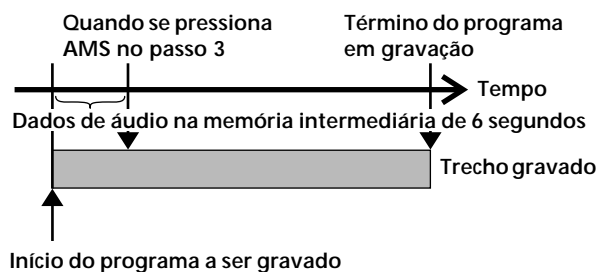 Quando se pressiona
AMS no passo 3
Término do programa
em gravação
Tempo
Dados de áudio na memória intermediária de 6 segundos
Trecho gravado
Início do programa a ser gravado